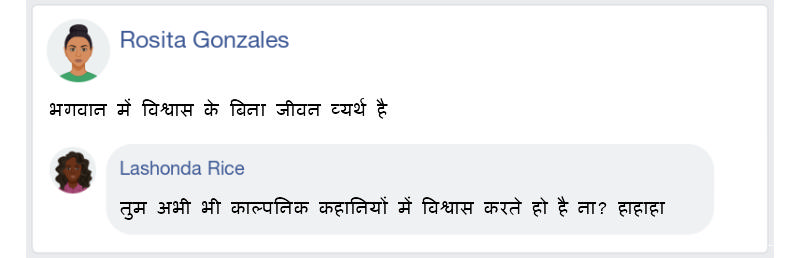 Rosita Gonzales
भगवान में विश्वास के बिना जीवन व्यर्थ है
Lashonda Rice
तुम अभी भी काल्पनिक कहानियों में विश्वास करते हो है ना? हाहाहा